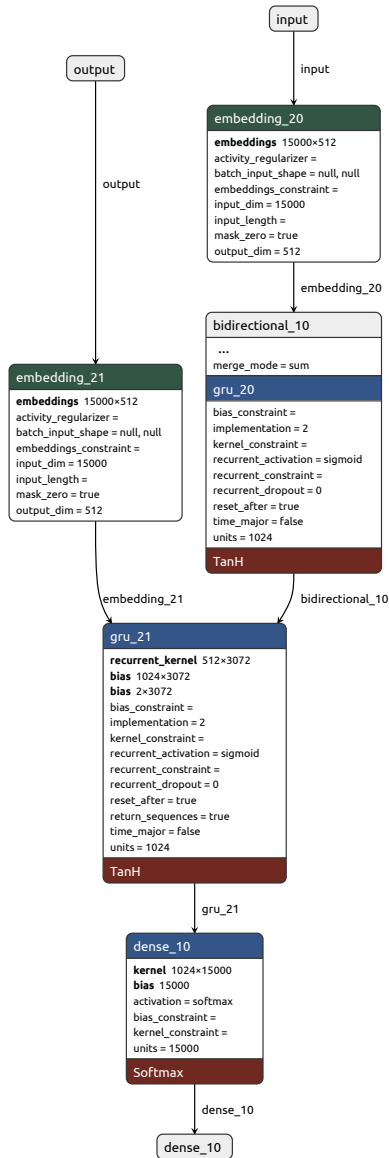 input
input
embedding_20
embeddings 15000×512
activity_regularizer =
batch_input_shape = null, null
embeddings_constraint =
input_dim = 15000
input_length =
mask_zero = true
output_dim = 512
embedding_20
bidirectional_10
...
merge_mode = sum
gru_20
bias_constraint =
implementation = 2
kernel_constraint =
recurrent_activation = sigmoid
recurrent_constraint =
recurrent_dropout = 0
reset_after = true
time_major = false
units = 1024
TanH
bidirectional_10
output
output
embedding_21
embeddings 15000×512
activity_regularizer =
batch_input_shape = null, null
embeddings_constraint =
input_dim = 15000
input_length =
mask_zero = true
output_dim = 512
embedding_21
gru_21
recurrent_kernel 512×3072
bias 1024×3072
bias 2×3072
bias_constraint =
implementation = 2
kernel_constraint =
recurrent_activation = sigmoid
recurrent_constraint =
recurrent_dropout = 0
reset_after = true
return_sequences = true
time_major = false
units = 1024
TanH
gru_21
dense_10
kernel 1024×15000
bias 15000
activation = softmax
bias_constraint =
kernel_constraint =
units = 15000
Softmax
dense_10
dense_10